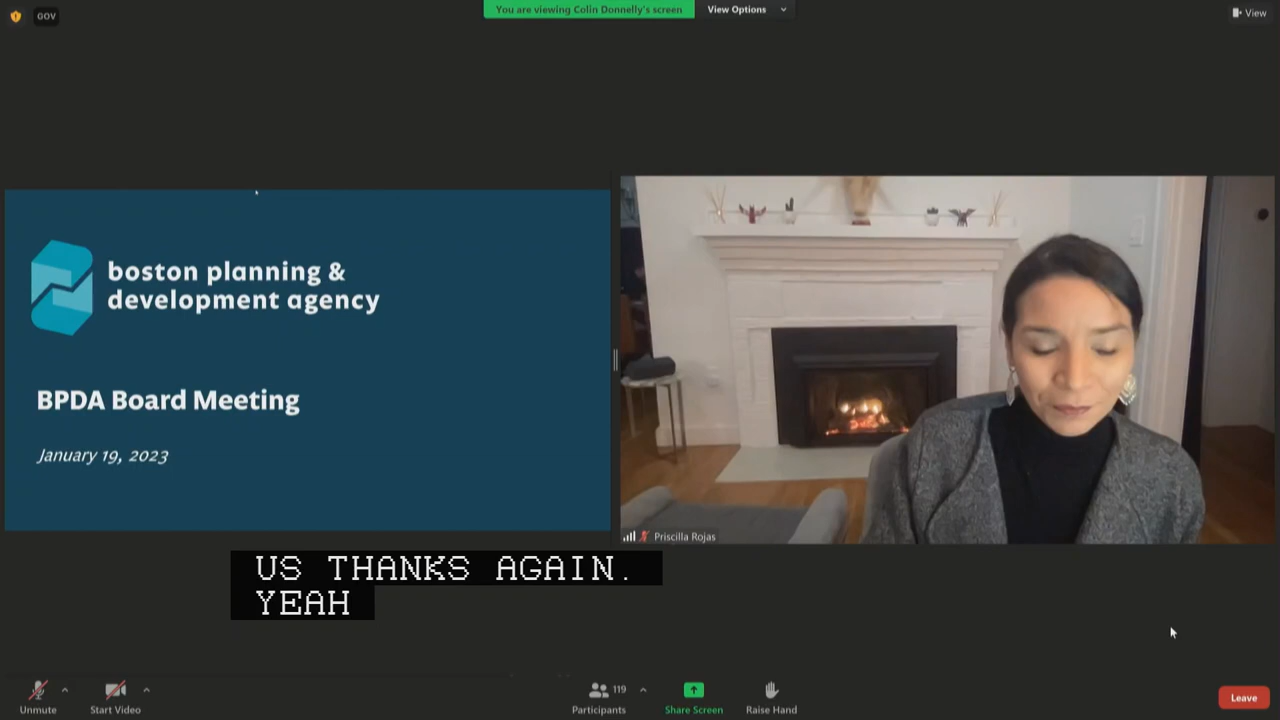 GOV
You are viewing Colin Donnelly's screen
View Options
View
boston planning &
development agency
BPDA Board Meeting
January 19, 2023
Priscilla Rojas
US THANKS AGAIN.
YEAH
Unmute
Start Video
119
Participants
Share Screen
Raise Hand
Leave